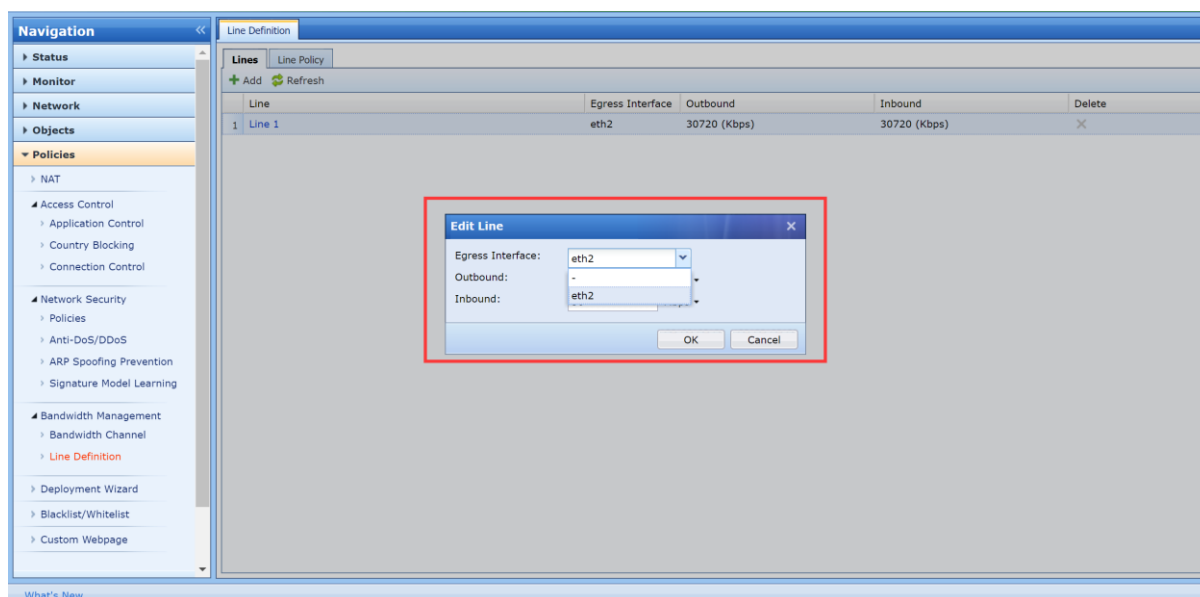 Navigation
Status
Monitor
Network
Objects
Policies
NAT
Access Control
Application Control
Country Blocking
Connection Control
Network Security
Policies
Anti-DoS/DDoS
ARP Spoofing Prevention
Signature Model Learning
Bandwidth Management
Bandwidth Channel
Line Definition
Deployment Wizard
Blacklist/Whitelist
Custom Webpage
What's New
Line Definition
Lines Line Policy
Add Refresh
Line Egress Interface Outbound Inbound Delete
1 Line 1 eth2 30720 (Kbps) 30720 (Kbps)
Edit Line
Egress Interface: eth2
Outbound: -
Inbound: eth2
OK Cancel